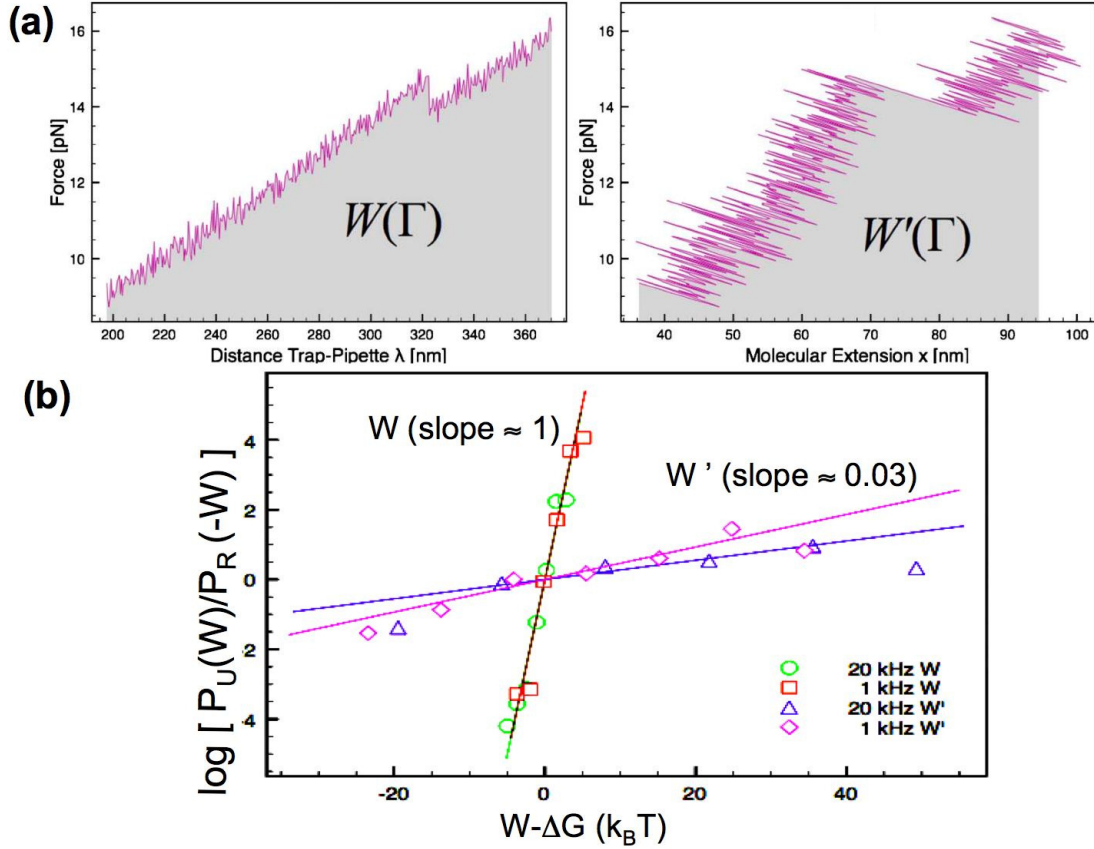 (a)
Force [pN]
16
14
12
10
W(Γ)
200 220 240 260 280 300 320 340 360
Distance Trap-Pipette λ [nm]
Force [pN]
16
14
12
10
W'(Γ)
40 50 60 70 80 90 100
Molecular Extension x [nm]
(b)
log [ P_U(W)/P_R (-W) ]
4
2
0
2
-4
W (slope ≈ 1)
W ' (slope ≈ 0.03)
20 kHz W
1 kHz W
20 kHz W'
1 kHz W'
-20 0 20 40
W-ΔG (k_BT)